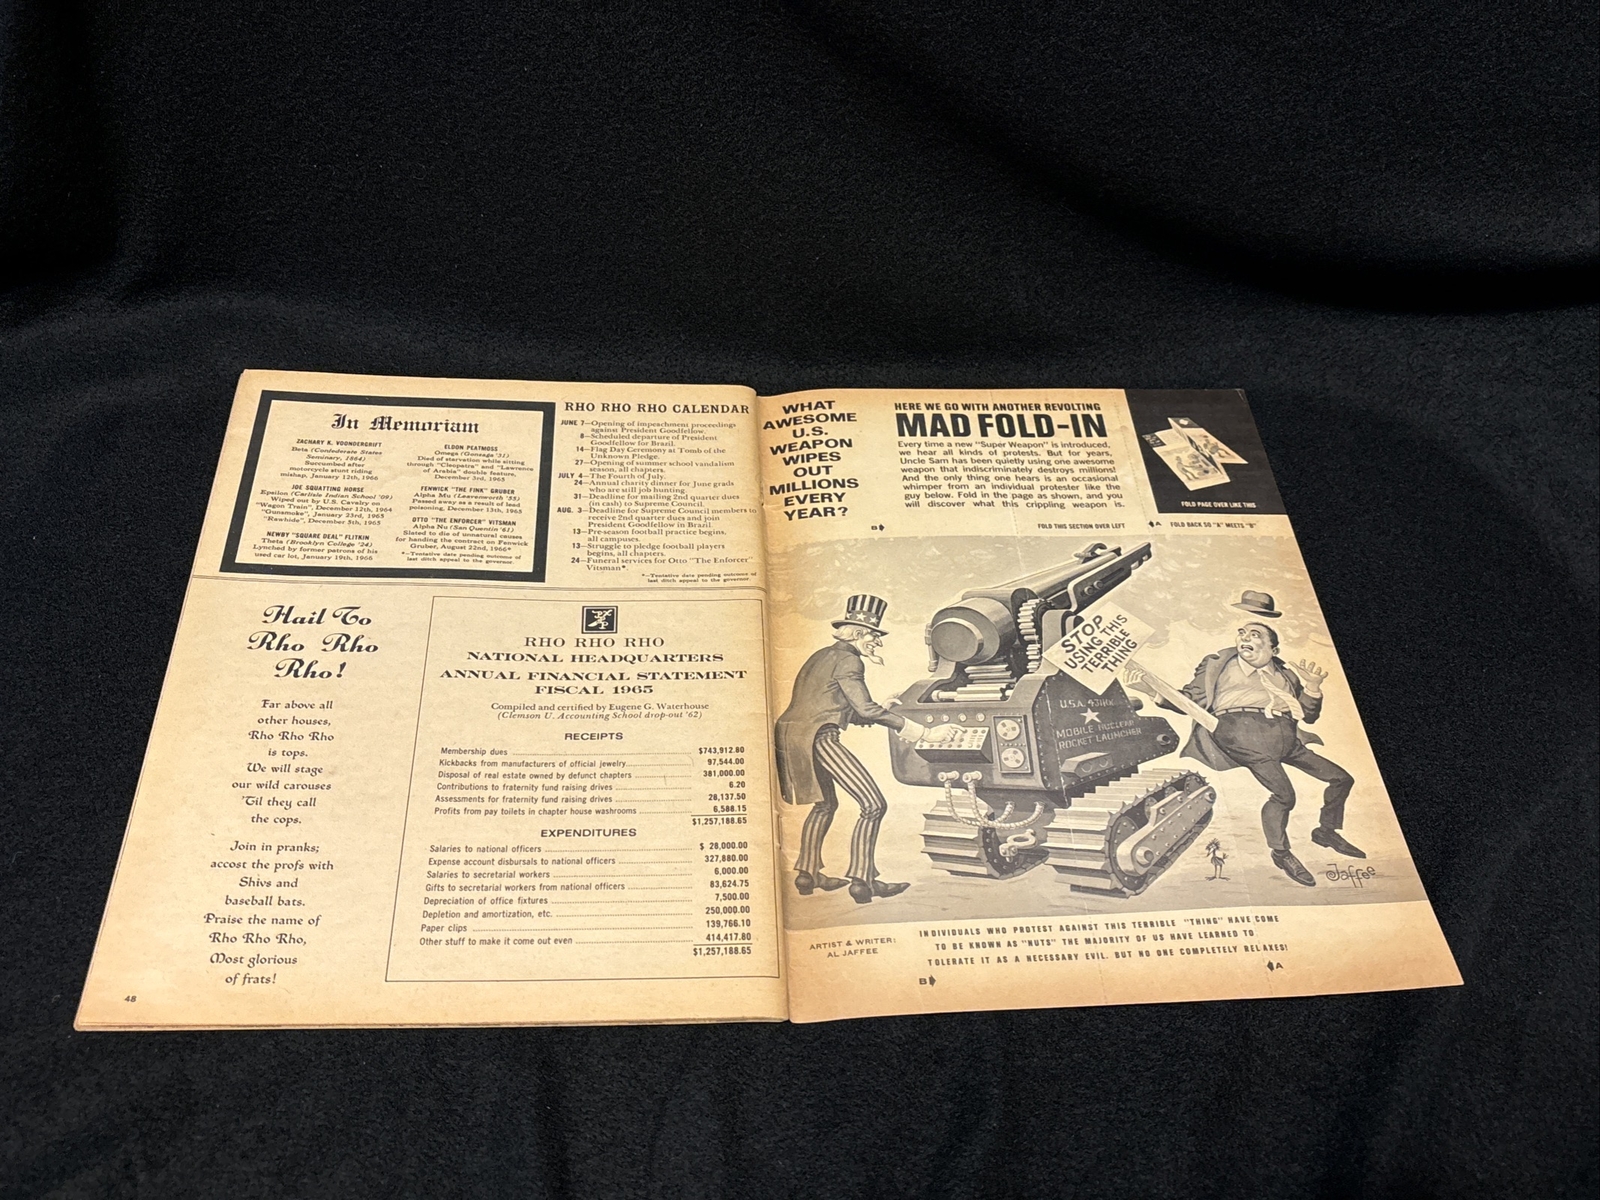 In Memoriam
ZACHARY K. VOONDERGRIFT
Beta (Confederate States
Seminary, 1864)
Succumbed after
motorcycle stunt riding
mishap, January 12th, 1966
JOE SQUATTING HORSE
Epsilon (Carlisle Indian School '09)
Wiped out by U.S. Cavalry on
"Wagon Train", December 12th, 1964
"Gunsmoke", January 23rd, 1965
"Rawhide", December 5th, 1965
NEWBY "SQUARE DEAL" FLITKIN
Theta (Brooklyn College '24)
Lynched by former patrons of his
used car lot, January 19th, 1966
ELDON PEATMOSS
Omega (Gonzaga '31)
Died of starvation while sitting
through "Cleopatra" and "Lawrence
of Arabia" double feature,
December 3rd, 1965
FENWICK "THE FINK" GRUBER
Alpha Mu (Leavenworth '55)
Passed away as a result of lead
poisoning, December 13th, 1965
OTTO "THE ENFORCER" VITSMAN
Alpha Nu (San Quentin '61)
Slated to die of unnatural causes
for handling the contract on Fenwick
Gruber, August 22nd, 1966*
*—Tentative date pending outcome of
last ditch appeal to the governor.
RHO RHO RHO CALENDAR
JUNE 7—Opening of impeachment proceedings
against President Goodfellow.
8—Scheduled departure of President
Goodfellow for Brazil.
14—Flag Day Ceremony at Tomb of the
Unknown Pledge.
27—Opening of summer school vandalism
season, all chapters.
JULY 4—The Fourth of July.
24—Annual charity dinner for June grads
who are still job hunting.
31—Deadline for mailing 2nd quarter dues
(in cash) to Supreme Council.
AUG. 3—Deadline for Supreme Council members to
receive 2nd quarter dues and join
President Goodfellow in Brazil.
13—Pre-season football practice begins,
all campuses.
13—Struggle to pledge football players
begins, all chapters.
24—Funeral services for Otto "The Enforcer"
Vitsman*.
*—Tentative date pending outcome of
last ditch appeal to the governor.
Hail To
Rho Rho
Rho!
Far above all
other houses,
Rho Rho Rho
is tops.
We will stage
our wild carouses
'Til they call
the cops.
Join in pranks;
accost the profs with
Shivs and
baseball bats.
Praise the name of
Rho Rho Rho,
Most glorious
of frats!
48
RHO RHO RHO
NATIONAL HEADQUARTERS
ANNUAL FINANCIAL STATEMENT
FISCAL 1965
Compiled and certified by Eugene G. Waterhouse
(Clemson U. Accounting School drop-out '62)
RECEIPTS
Membership dues $743,912.80
Kickbacks from manufacturers of official jewelry 97,544.00
Disposal of real estate owned by defunct chapters 381,000.00
Contributions to fraternity fund raising drives 6.20
Assessments for fraternity fund raising drives 28,137.50
Profits from pay toilets in chapter house washrooms 6,588.15
$1,257,188.65
EXPENDITURES
Salaries to national officers $ 28,000.00
Expense account disbursals to national officers 327,880.00
Salaries to secretarial workers 6,000.00
Gifts to secretarial workers from national officers 83,624.75
Depreciation of office fixtures 7,500.00
Depletion and amortization, etc. 250,000.00
Paper clips 139,766.10
Other stuff to make it come out even 414,417.80
$1,257,188.65
WHAT
AWESOME
U.S.
WEAPON
WIPES
OUT
MILLIONS
EVERY
YEAR?
HERE WE GO WITH ANOTHER REVOLTING
MAD FOLD-IN
Every time a new "Super Weapon" is introduced,
we hear all kinds of protests. But for years,
Uncle Sam has been quietly using one awesome
weapon that indiscriminately destroys millions!
And the only thing one hears is an occasional
whimper from an individual protester like the
guy below. Fold in the page as shown, and you
will discover what this crippling weapon is.
FOLD PAGE OVER LIKE THIS
B
FOLD THIS SECTION OVER LEFT
A FOLD BACK SO "A" MEETS "B"
STOP
USING THIS
TERRIBLE
THING
U.S.A.
MOBILE NUCLEAR
ROCKET LAUNCHER
Jaffee
ARTIST & WRITER:
AL JAFFEE
INDIVIDUALS WHO PROTEST AGAINST THIS TERRIBLE "THING" HAVE COME
TO BE KNOWN AS "NUTS" THE MAJORITY OF US HAVE LEARNED TO
TOLERATE IT AS A NECESSARY EVIL. BUT NO ONE COMPLETELY RELAXES!
B
A